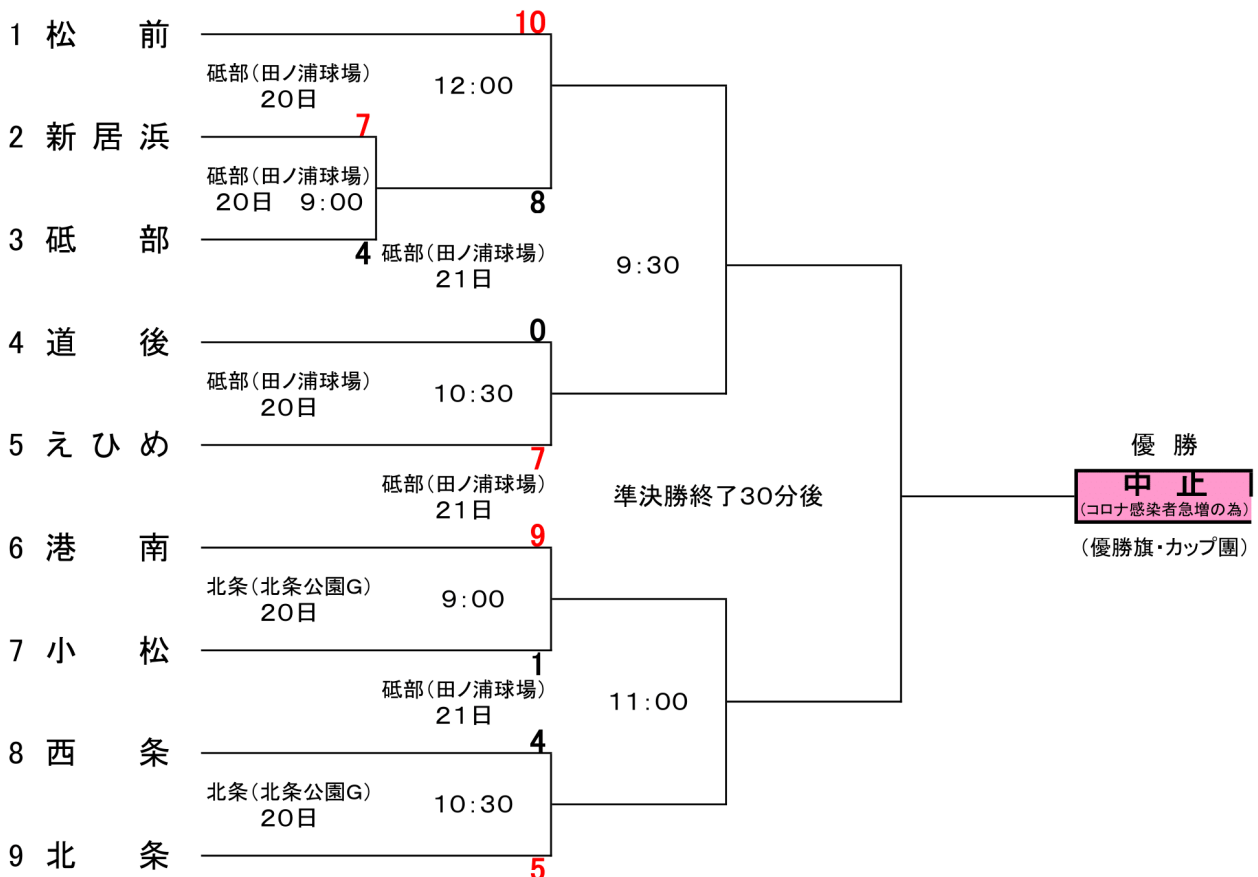 10
1 松 前
砥部(田ノ浦球場) 12:00
20日
7
2 新居浜
砥部(田ノ浦球場)
20日 9:00
8
3 砥 部
4
砥部(田ノ浦球場) 9:30
21日
0
4 道 後
砥部(田ノ浦球場) 10:30
20日
5 えひめ
7
砥部(田ノ浦球場) 準決勝終了30分後
21日
優 勝
中 止
(コロナ感染者急増の為)
(優勝旗・カップ團)
9
6 港 南
北条(北条公園G) 9:00
20日
7 小 松
1
砥部(田ノ浦球場) 11:00
21日
4
8 西 条
北条(北条公園G) 10:30
20日
9 北 条
5